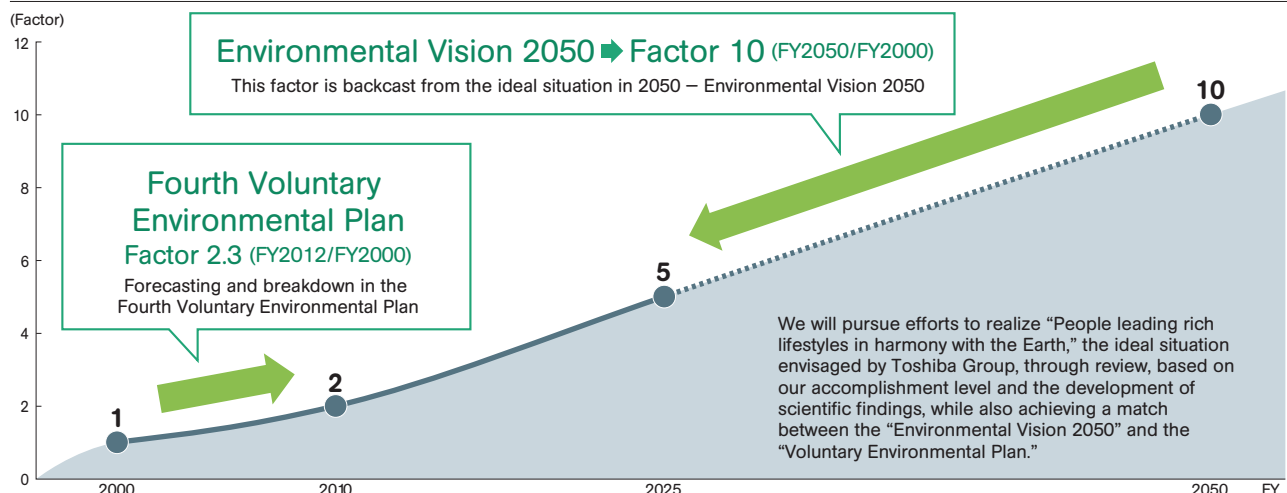 (Factor)
12
10
8
6
4
2
0
Environmental Vision 2050 ➡ Factor 10 (FY2050/FY2000)
This factor is backcast from the ideal situation in 2050 – Environmental Vision 2050
Fourth Voluntary
Environmental Plan
Factor 2.3 (FY2012/FY2000)
Forecasting and breakdown in the
Fourth Voluntary Environmental Plan
1
2
5
10
We will pursue efforts to realize “People leading rich
lifestyles in harmony with the Earth,” the ideal situation
envisaged by Toshiba Group, through review, based on
our accomplishment level and the development of
scientific findings, while also achieving a match
between the “Environmental Vision 2050” and the
“Voluntary Environmental Plan.”
2000 2010 2025 2050 FY